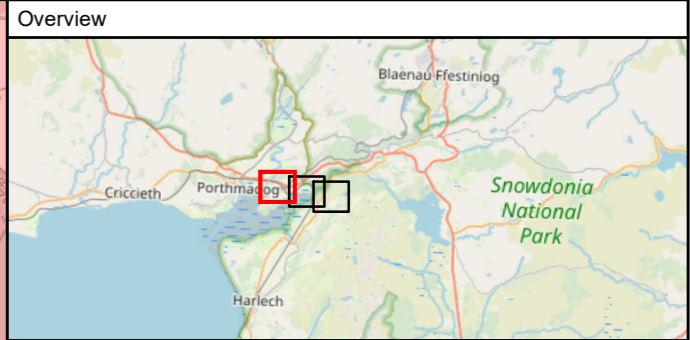 Overview
Blaenau Ffestiniog
Criccieth
Porthmadog
Snowdonia
National
Park
Harlech